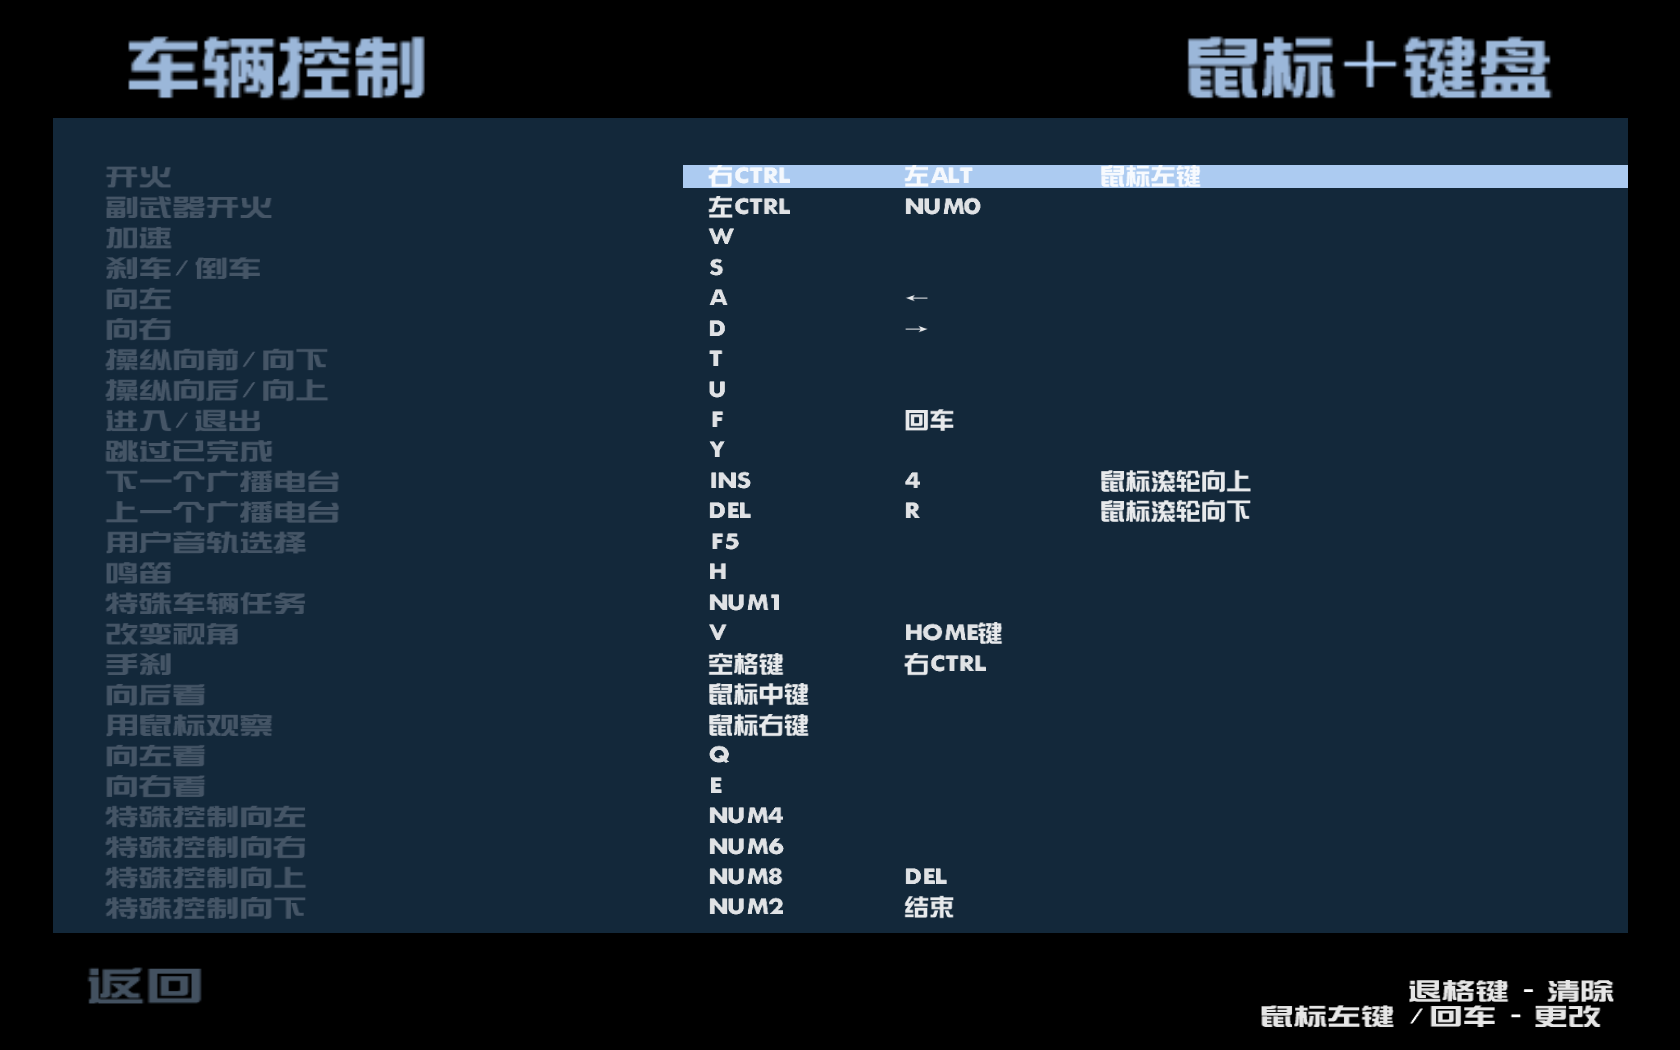 车辆控制 鼠标+键盘
开火 右CTRL 左ALT 鼠标左键
副武器开火 左CTRL NUM0
加速 W
刹车/倒车 S
向左 A ←
向右 D →
操纵向前/向下 T
操纵向后/向上 U
进入/退出 F 回车
跳过已完成 Y
下一个广播电台 INS 4 鼠标滚轮向上
上一个广播电台 DEL R 鼠标滚轮向下
用户音轨选择 F5
鸣笛 H
特殊车辆任务 NUM1
改变视角 V HOME键
手刹 空格键 右CTRL
向后看 鼠标中键
用鼠标观察 鼠标右键
向左看 Q
向右看 E
特殊控制向左 NUM4
特殊控制向右 NUM6
特殊控制向上 NUM8 DEL
特殊控制向下 NUM2 结束
返回 退格键 - 清除
鼠标左键 /回车 - 更改